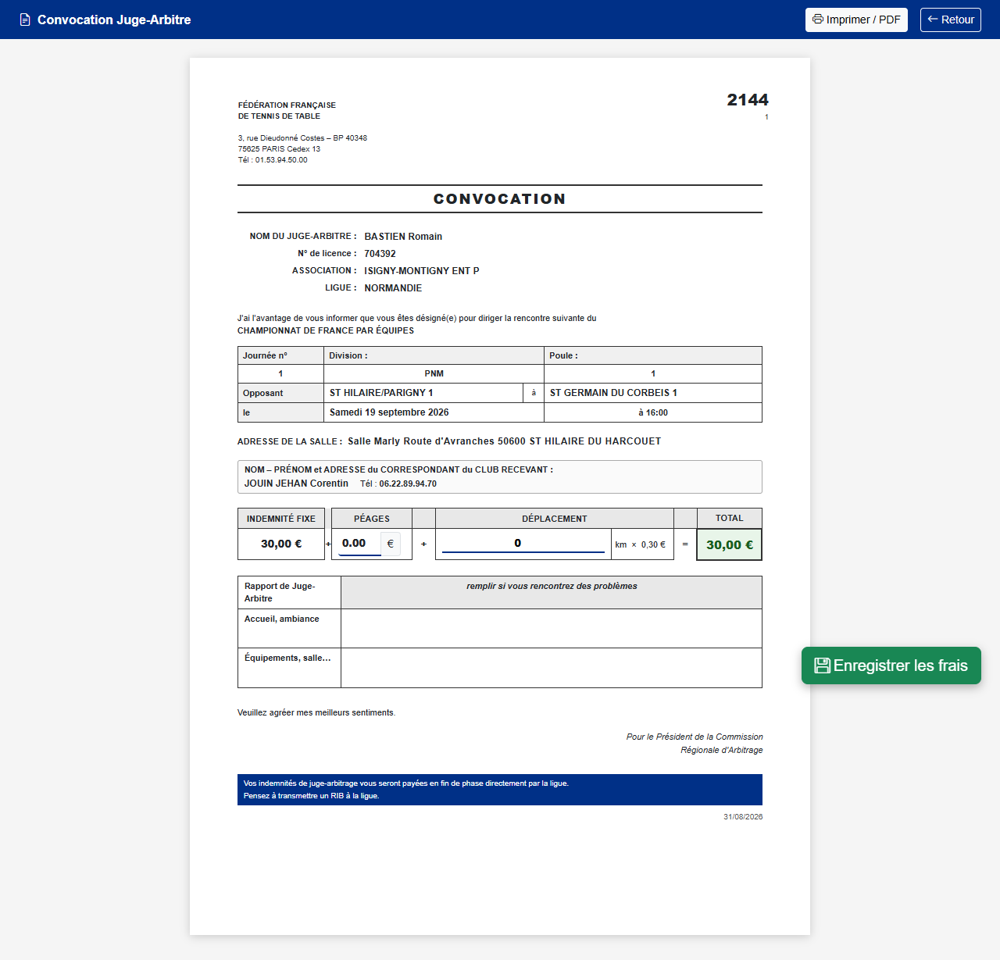 Convocation Juge-Arbitre
Imprimer / PDF
Retour
FÉDÉRATION FRANÇAISE
DE TENNIS DE TABLE
2144
1
3, rue Dieudonné Costes – BP 40348
75625 PARIS Cedex 13
Tél : 01.53.94.50.00
CONVOCATION
NOM DU JUGE-ARBITRE : BASTIEN Romain
N° de licence : 704392
ASSOCIATION : ISIGNY-MONTIGNY ENT P
LIGUE : NORMANDIE
J'ai l'avantage de vous informer que vous êtes désigné(e) pour diriger la rencontre suivante du
CHAMPIONNAT DE FRANCE PAR ÉQUIPES
Journée n° Division : Poule :
1 PNM 1
Opposant ST HILAIRE/PARIGNY 1 à ST GERMAIN DU CORBEIS 1
le Samedi 19 septembre 2026 à 16:00
ADRESSE DE LA SALLE : Salle Marly Route d'Avranches 50600 ST HILAIRE DU HARCOUET
NOM – PRÉNOM et ADRESSE du CORRESPONDANT du CLUB RECEVANT :
JOUIN JEHAN Corentin Tél : 06.22.89.94.70
INDEMNITÉ FIXE PÉAGES DÉPLACEMENT TOTAL
30,00 € + 0.00 € + 0 km × 0,30 € = 30,00 €
Rapport de Juge-
Arbitre
remplir si vous rencontrez des problèmes
Accueil, ambiance
Équipements, salle…
Enregistrer les frais
Veuillez agréer mes meilleurs sentiments.
Pour le Président de la Commission
Régionale d'Arbitrage
Vos indemnités de juge-arbitrage vous seront payées en fin de phase directement par la ligue.
Pensez à transmettre un RIB à la ligue.
31/08/2026